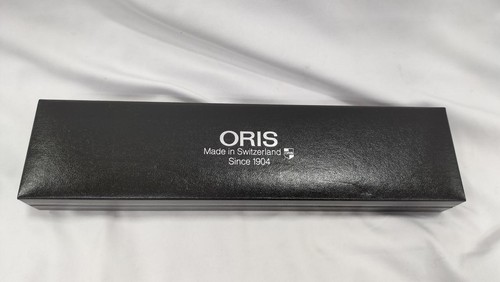 ORIS
Made in Switzerland
Since 1904